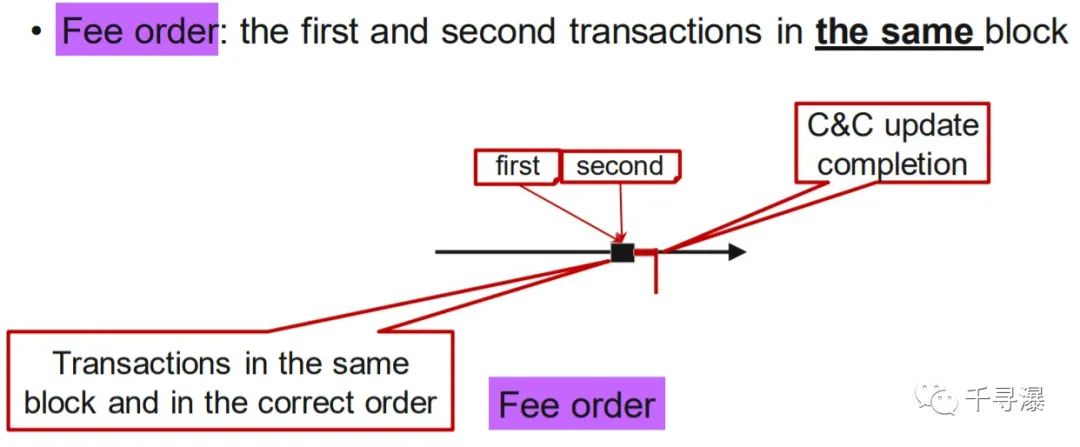 • Fee order: the first and second transactions in the same block
C&C update
completion
first
second
Transactions in the same
block and in the correct order
Fee order
千寻瀑